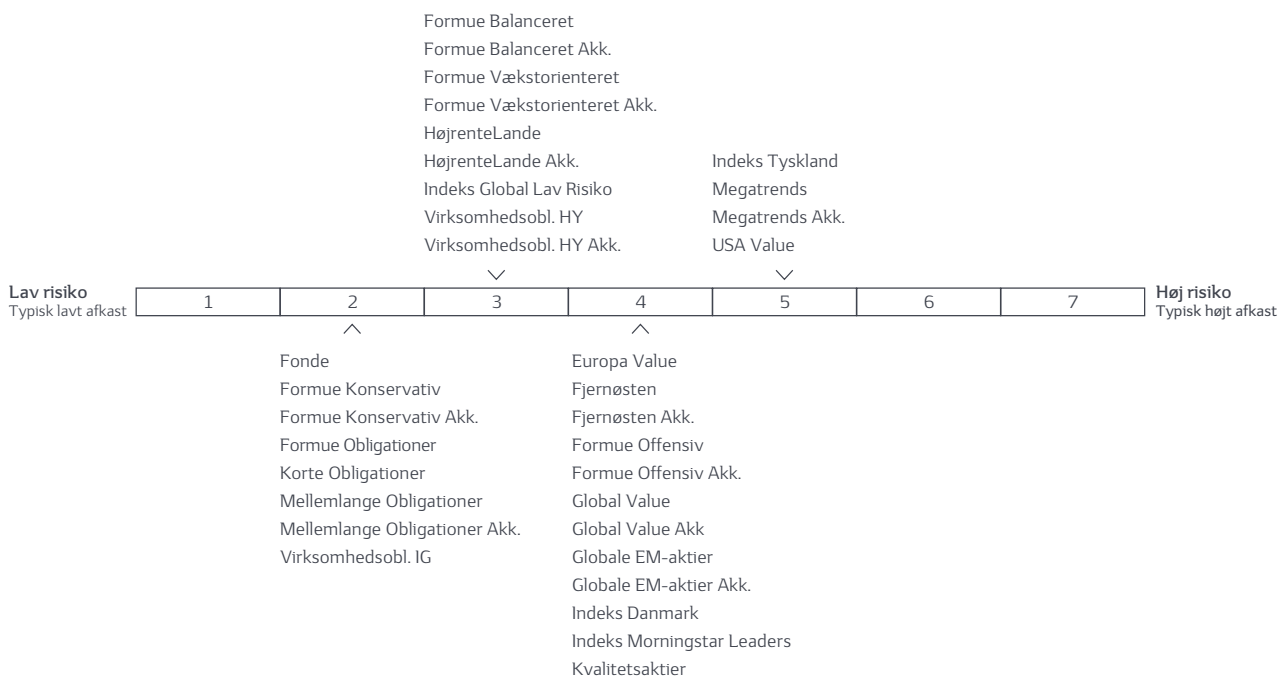 Formue Balanceret
Formue Balanceret Akk.
Formue Vækstorienteret
Formue Vækstorienteret Akk.
HøjrenteLande
HøjrenteLande Akk.
Indeks Global Lav Risiko
Virksomhedsobl. HY
Virksomhedsobl. HY Akk.
Indeks Tyskland
Megatrends
Megatrends Akk.
USA Value
Lav risiko
Typisk lavt afkast
1 2 3 4 5 6 7
Høj risiko
Typisk højt afkast
Fonde
Formue Konservativ
Formue Konservativ Akk.
Formue Obligationer
Korte Obligationer
Mellemlange Obligationer
Mellemlange Obligationer Akk.
Virksomhedsobl. IG
Europa Value
Fjernøsten
Fjernøsten Akk.
Formue Offensiv
Formue Offensiv Akk.
Global Value
Global Value Akk
Globale EM-aktier
Globale EM-aktier Akk.
Indeks Danmark
Indeks Morningstar Leaders
Kvalitetsaktier